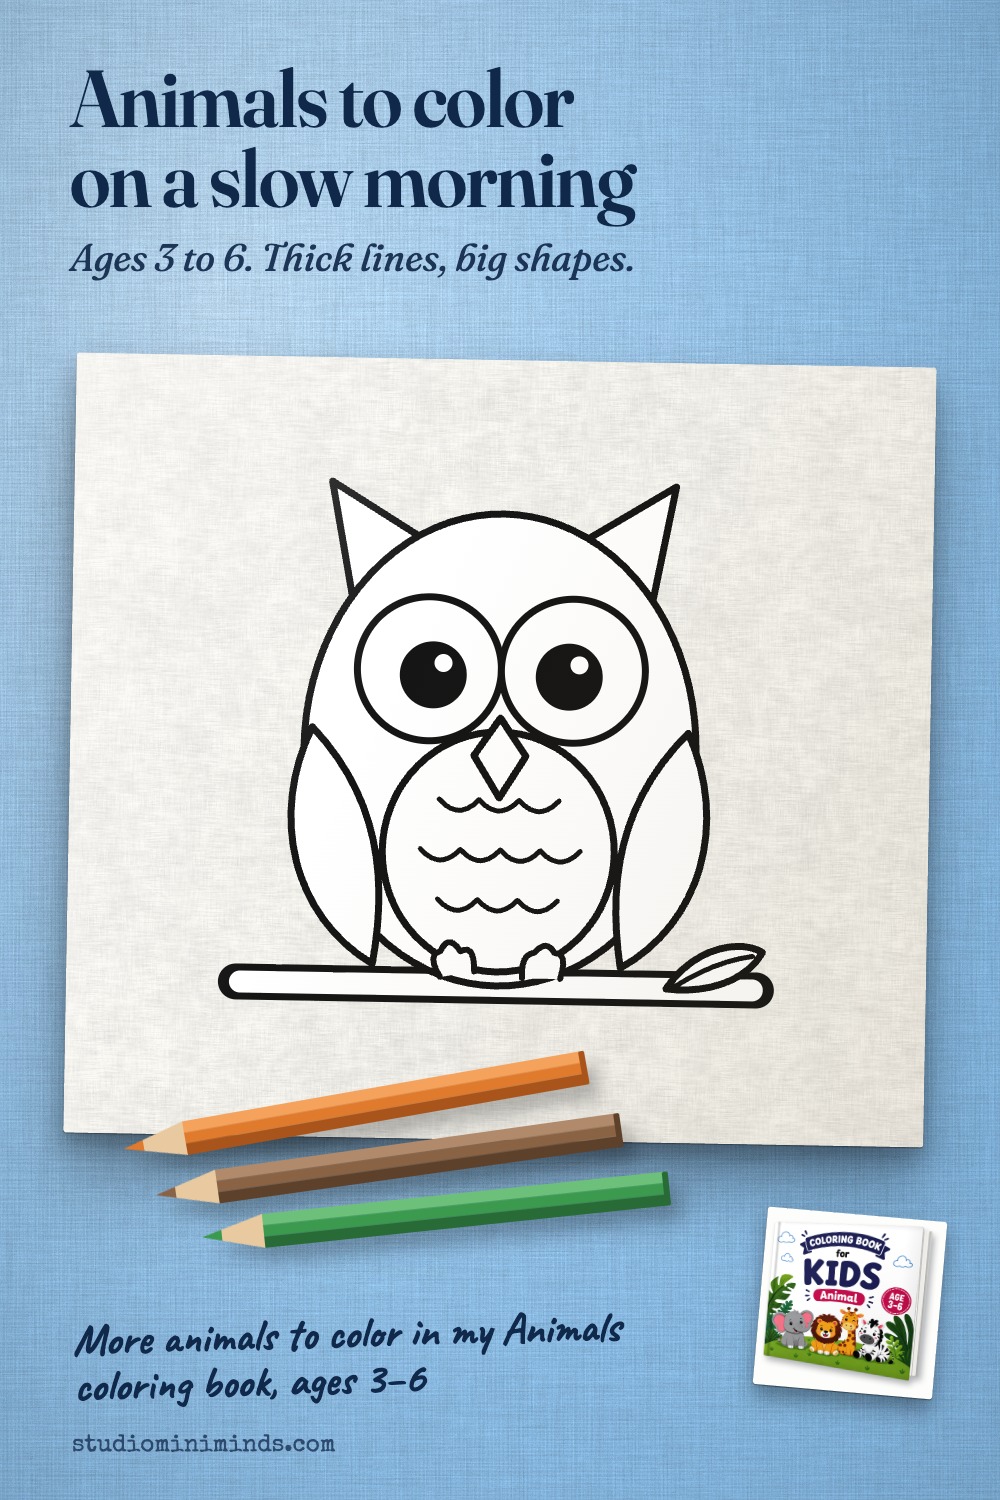 Animals to color
on a slow morning
Ages 3 to 6. Thick lines, big shapes.
COLORING BOOK
for
KIDS
Animal
AGE
3-6
More animals to color in my Animals
coloring book, ages 3–6
studiominiminds.com